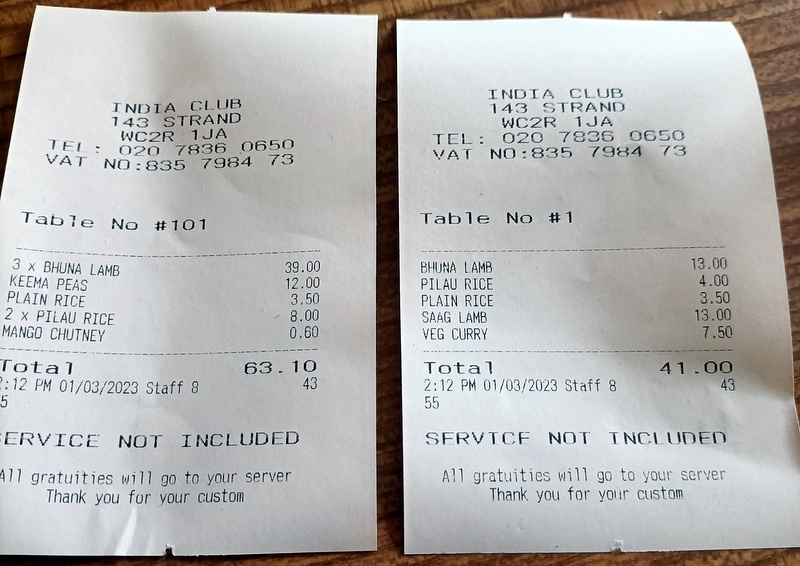 INDIA CLUB
143 STRAND
WC2R 1JA
TEL: 020 7836 0650
VAT NO:835 7984 73
Table No #101
3 x BHUNA LAMB 39.00
KEEMA PEAS 12.00
PLAIN RICE 3.50
2 x PILAU RICE 8.00
MANGO CHUTNEY 0.60
Total 63.10
2:12 PM 01/03/2023 Staff 8 43
5
SERVICE NOT INCLUDED
All gratuities will go to your server
Thank you for your custom
INDIA CLUB
143 STRAND
WC2R 1JA
TEL: 020 7836 0650
VAT NO:835 7984 73
Table No #1
BHUNA LAMB 13.00
PILAU RICE 4.00
PLAIN RICE 3.50
SAAG LAMB 13.00
VEG CURRY 7.50
Total 41.00
2:12 PM 01/03/2023 Staff 8 43
55
SERVICE NOT INCLUDED
All gratuities will go to your server
Thank you for your custom